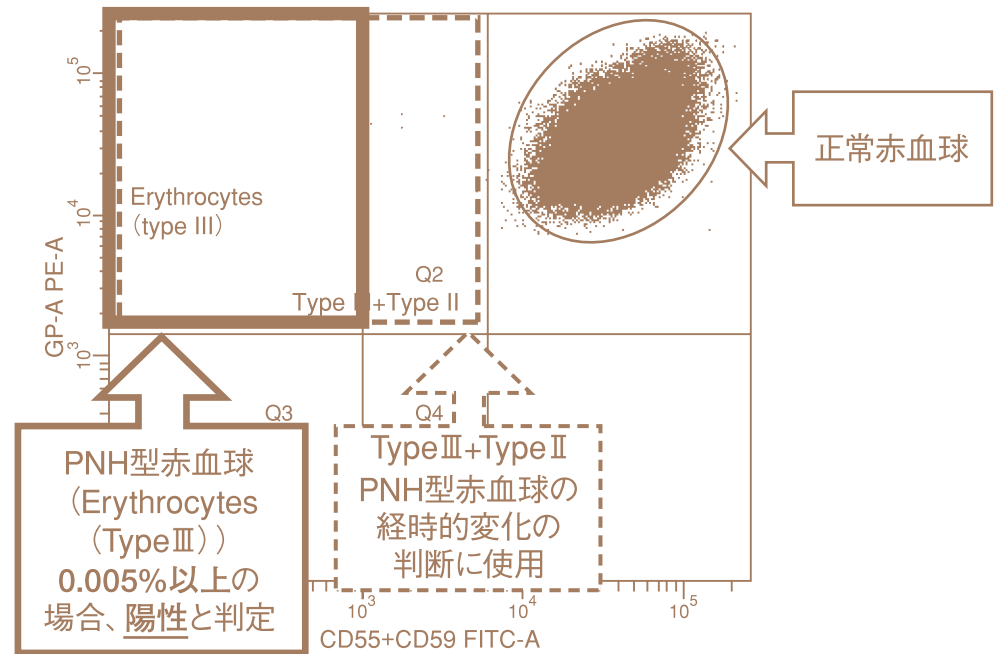 10⁵
10⁴
10³
GP-A PE-A
Erythrocytes
(type III)
Q2
Type II+Type II
正常赤血球
Q3
Q4
PNH型赤血球
（Erythrocytes
（TypeⅢ））
0.005%以上の
場合、陽性と判定
TypeⅢ+TypeⅡ
PNH型赤血球の
経時的変化の
判断に使用
10³
10⁴
10⁵
CD55+CD59 FITC-A